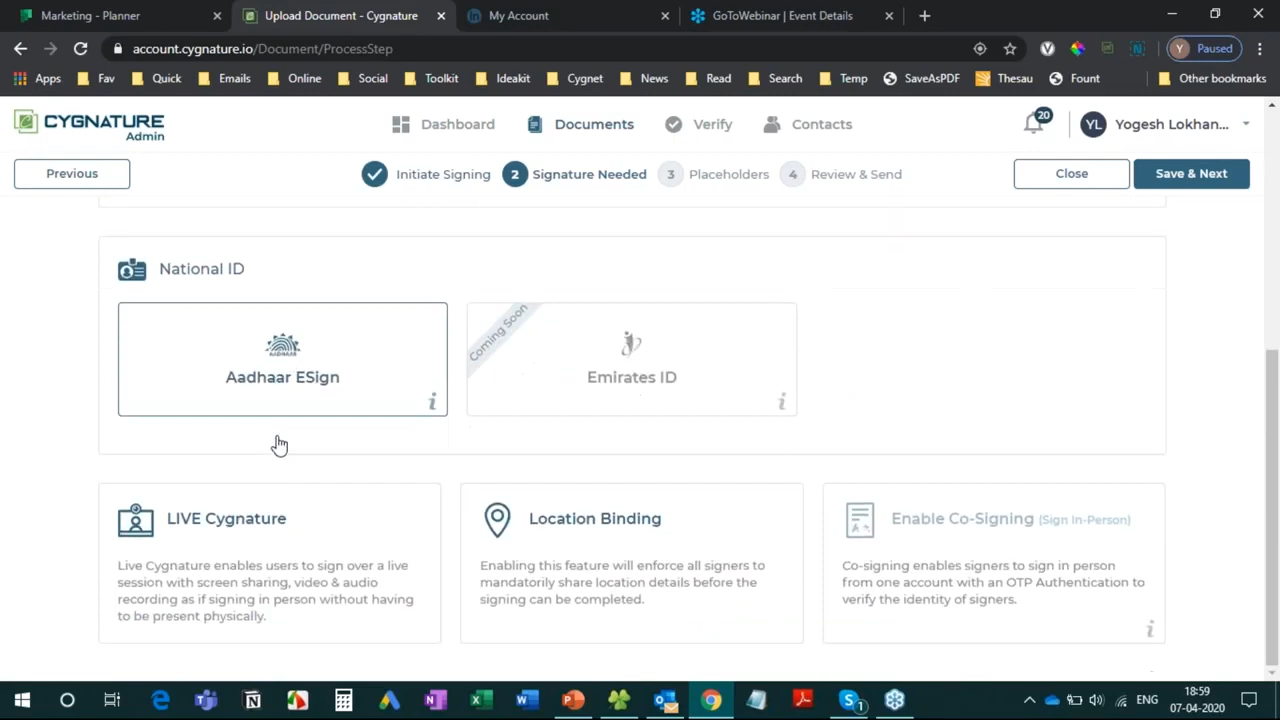 Marketing - Planner
Upload Document - Cygnature
My Account
GoToWebinar | Event Details
account.cygnature.io/Document/ProcessStep
Y Paused
Apps Fav Quick Emails Online Social Toolkit Ideakit Cygnet News Read Search Temp SaveAsPDF Thesau Fount Other bookmarks
CYGNATURE
Admin
Dashboard Documents Verify Contacts
20
YL Yogesh Lokhan...
Previous
Initiate Signing 2 Signature Needed 3 Placeholders 4 Review & Send
Close
Save & Next
National ID
AADHAAR
Aadhaar ESign
i
Coming Soon
Emirates ID
i
LIVE Cygnature
Live Cygnature enables users to sign over a live
session with screen sharing, video & audio
recording as if signing in person without having
to be present physically.
Location Binding
Enabling this feature will enforce all signers to
mandatorily share location details before the
signing can be completed.
Enable Co-Signing (Sign In-Person)
Co-signing enables signers to sign in person
from one account with an OTP Authentication to
verify the identity of signers.
i
ENG
18:59
07-04-2020